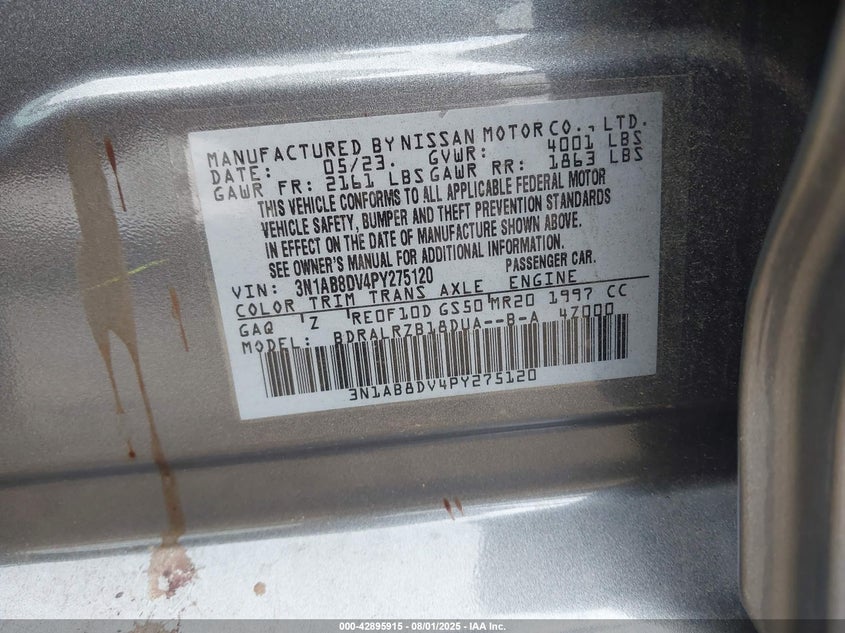 MANUFACTURED BY NISSAN MOTOR CO., LTD.
DATE: 05/23. GVWR: 4001 LBS
GAWR FR: 2161 LBS GAWR RR: 1863 LBS
THIS VEHICLE CONFORMS TO ALL APPLICABLE FEDERAL MOTOR
VEHICLE SAFETY, BUMPER AND THEFT PREVENTION STANDARDS
IN EFFECT ON THE DATE OF MANUFACTURE SHOWN ABOVE.
SEE OWNER'S MANUAL FOR ADDITIONAL INFORMATION.
VIN: 3N1AB8DV4PY275120 PASSENGER CAR.
COLOR TRIM TRANS AXLE ENGINE
GAQ Z RE0F10D GS50 MR20 1997 CC
MODEL: BDRALRZB18DUA--B-A 4Z000
3N1AB8DV4PY275120
000-42895915 - 08/01/2025 - IAA Inc.